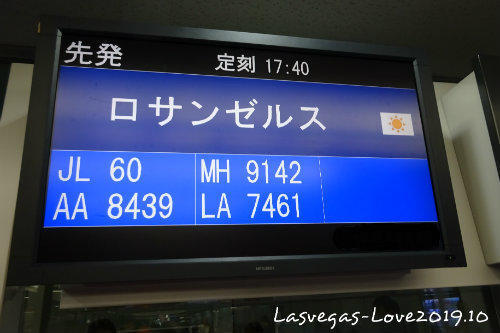 先発 定刻 17:40
ロサンゼルス
JL 60 MH 9142
AA 8439 LA 7461
MITSUBISHI
Lasvegas-Love2019.10